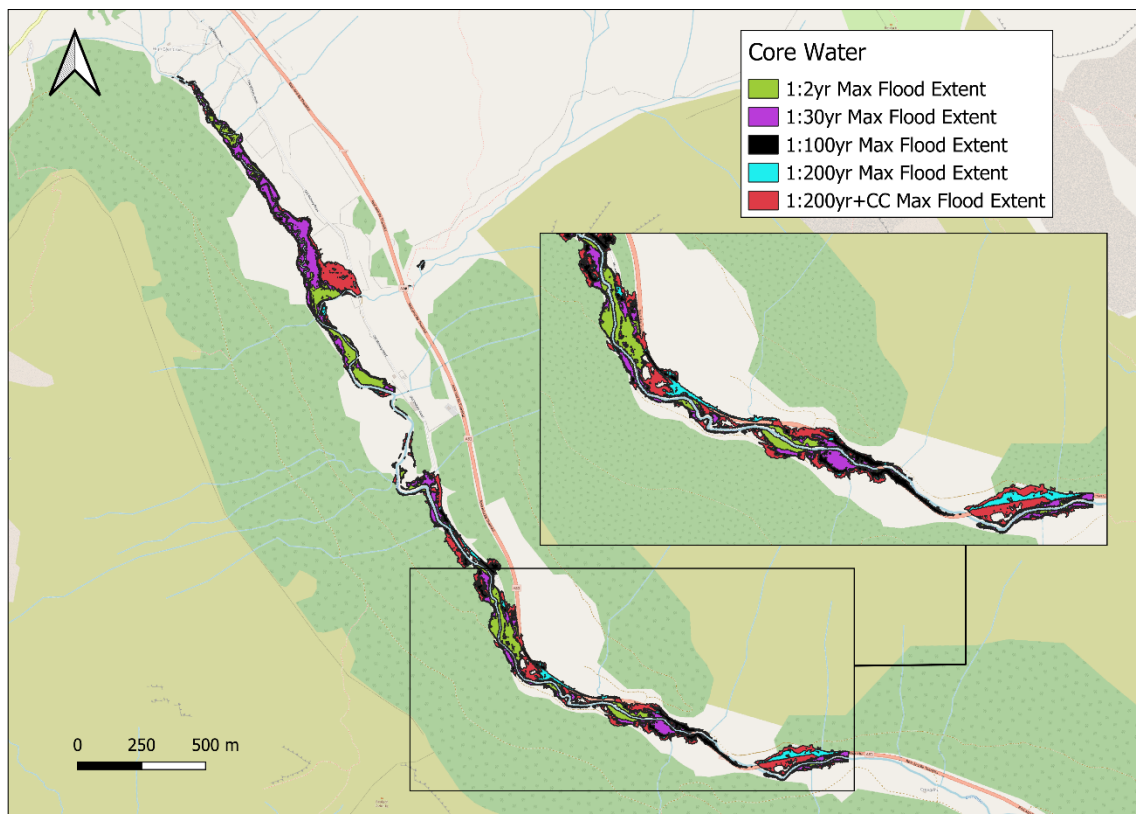 Core Water
1:2yr Max Flood Extent
1:30yr Max Flood Extent
1:100yr Max Flood Extent
1:200yr Max Flood Extent
1:200yr+CC Max Flood Extent
0 250 500 m